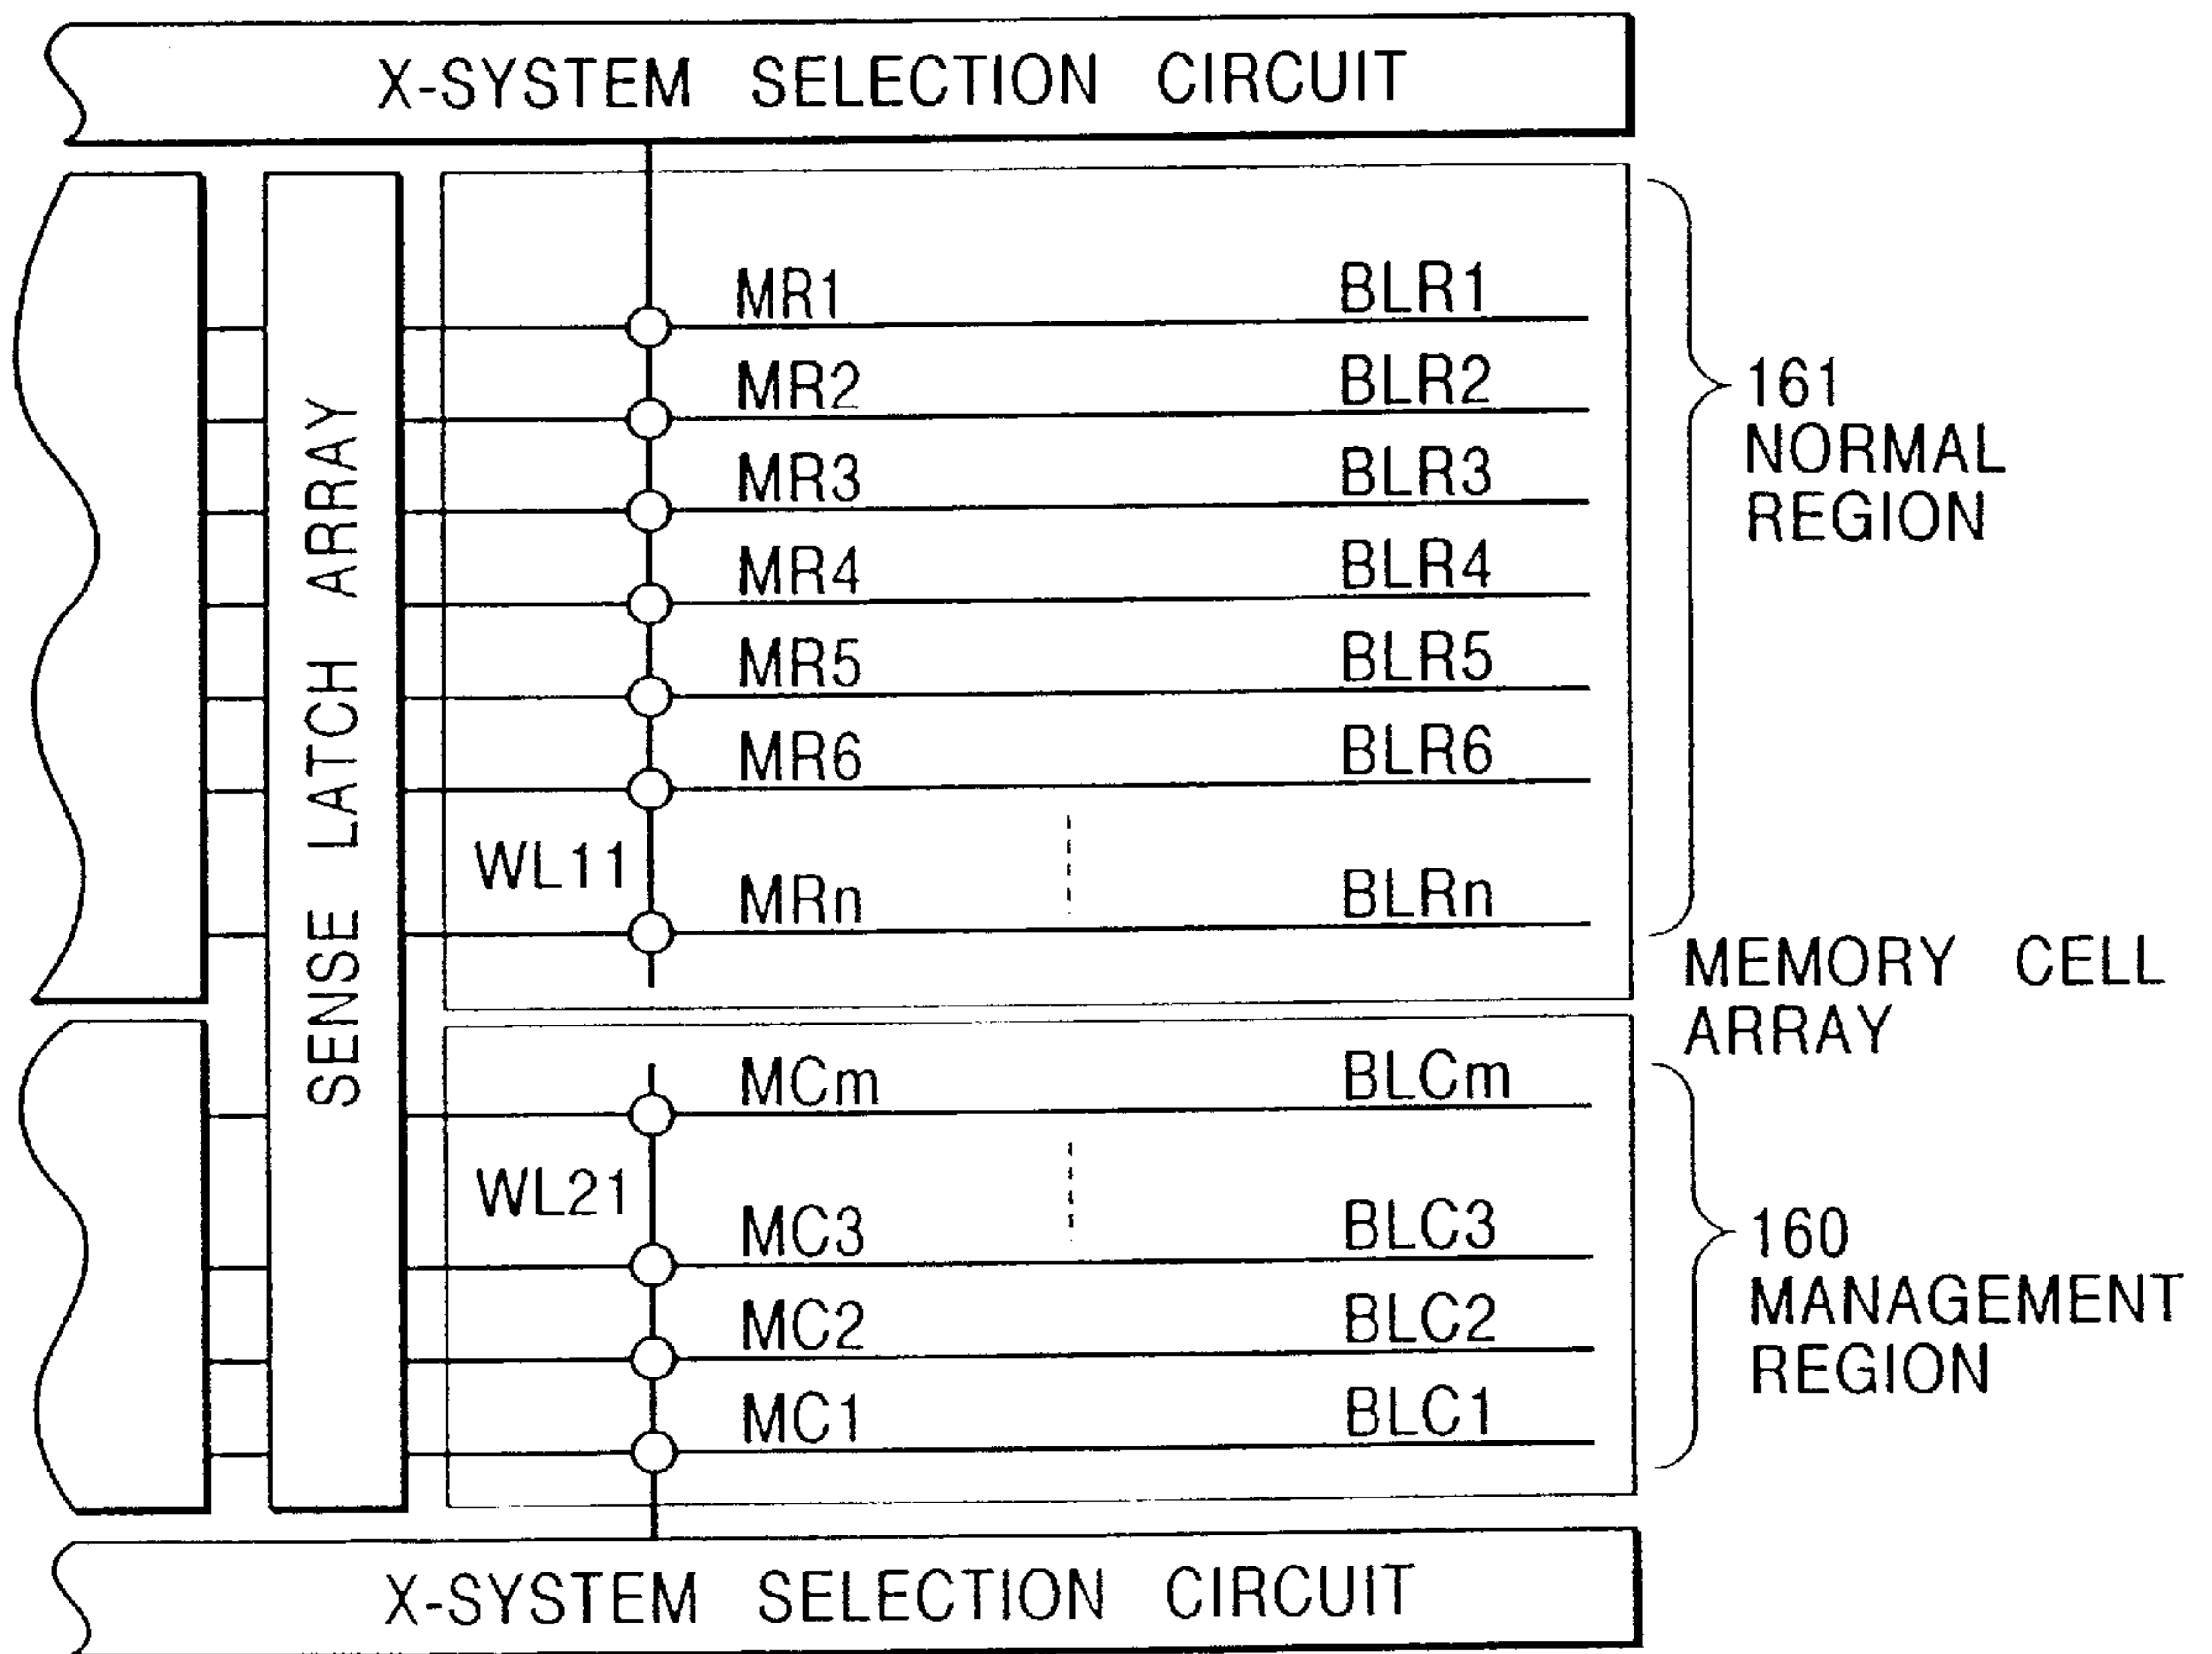 X-SYSTEM SELECTION CIRCUIT
MR1 BLR1
MR2 BLR2
MR3 BLR3
MR4 BLR4
MR5 BLR5
MR6 BLR6
WL11
MRn BLRn
161
NORMAL
REGION
SENSE LATCH ARRAY
MEMORY CELL
ARRAY
MCm BLCm
WL21
MC3 BLC3
MC2 BLC2
MC1 BLC1
160
MANAGEMENT
REGION
X-SYSTEM SELECTION CIRCUIT